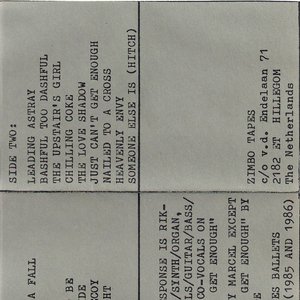 SIDE TWO:
LEADING ASTRAY
BASHFUL TOO DASHFUL
THE UPSTAIR'S GIRL
CHILLING COKE
THE LOVE SHADOW
JUST CAN'T GET ENOUGH
NAILED TO A CROSS
HEAVENLY ENVY
SOMEONE ELSE IS (HITCH)
ZIMBO TAPES
c/o v.d. Endelaan 71
2182 ET HILLEGOM
The Netherlands
A FALL
BE
DE
ODY
HT
SPONSE IS RIK-
/SYNTH/ORGAN,
LS/GUITAR/BASS/
CO-VOCALS ON
GET ENOUGH"
MARCEL EXCEPT
GET ENOUGH" BY
E
ES BALLETS
(1985 AND 1986)